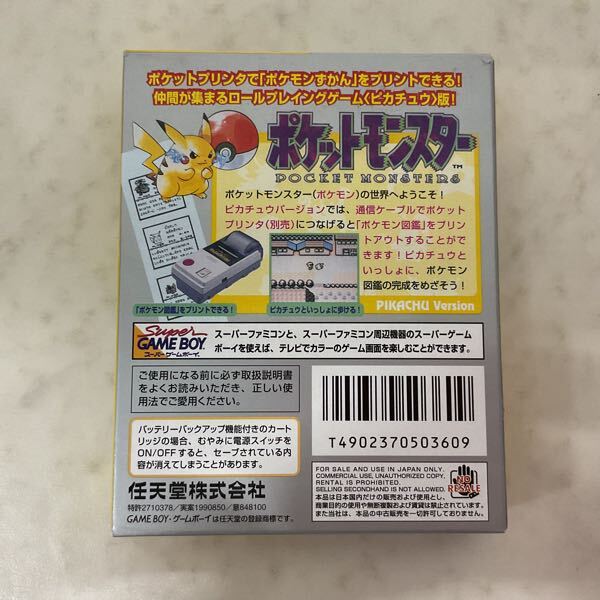 ポケットプリンタで「ポケモンずかん」をプリントできる!
仲間が集まるロールプレイングゲーム〈ピカチュウ〉版!
ポケットモンスター
TM
POCKET MONSTERS
ポケットモンスター(ポケモン)の世界へようこそ!
ピカチュウバージョンでは、通信ケーブルでポケット
プリンタ(別売)につなげると「ポケモン図鑑」をプリン
トアウトすることがで
きます!ピカチュウと
いっしょに、ポケモン
図鑑の完成をめざそう!
「ポケモン図鑑」をプリントできる!
ピカチュウといっしょに歩ける!
PIKACHU Version
Super
GAME BOY
スーパーゲームボーイ
スーパーファミコンと、スーパーファミコン周辺機器のスーパーゲーム
ボーイを使えば、テレビでカラーのゲーム画面を楽しむことができます。
ご使用になる前に必ず取扱説明書
をよくお読みいただき、正しい使
用法でご愛用ください。
バッテリーバックアップ機能付きのカート
リッジの場合、むやみに電源スイッチを
ON/OFFすると、セーブされている内
容が消えてしまうことがあります。
T4902370503609
任天堂株式会社
特許2710378/実案1990850/意848100
GAME BOY・ゲームボーイは任天堂の登録商標です。
FOR SALE AND USE IN JAPAN ONLY.
COMMERCIAL USE, UNAUTHORIZED COPY,
RENTAL IS PROHIBITED.
SELLING SECONDHAND IS NOT ALLOWED.
本品は日本国内だけの販売および使用とし、
商業目的の使用や無断複製および賃貸は禁止されています。
また当社は、本品の中古販売を一切許可しておりません。
NO
RESALE